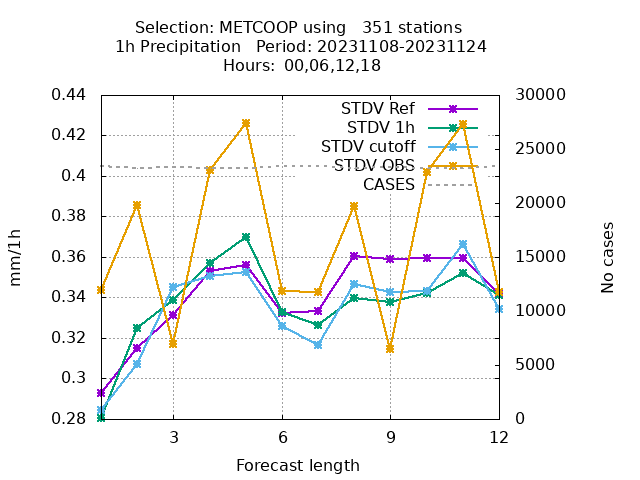 Selection: METCOOP using   351 stations
1h Precipitation   Period: 20231108-20231124
Hours:  00,06,12,18
0.44
0.42
0.4
0.38
0.36
0.34
0.32
0.3
0.28
mm/1h
STDV Ref
STDV 1h
STDV cutoff
STDV OBS
CASES
30000
25000
20000
15000
10000
5000
0
No cases
3 6 9 12
Forecast length